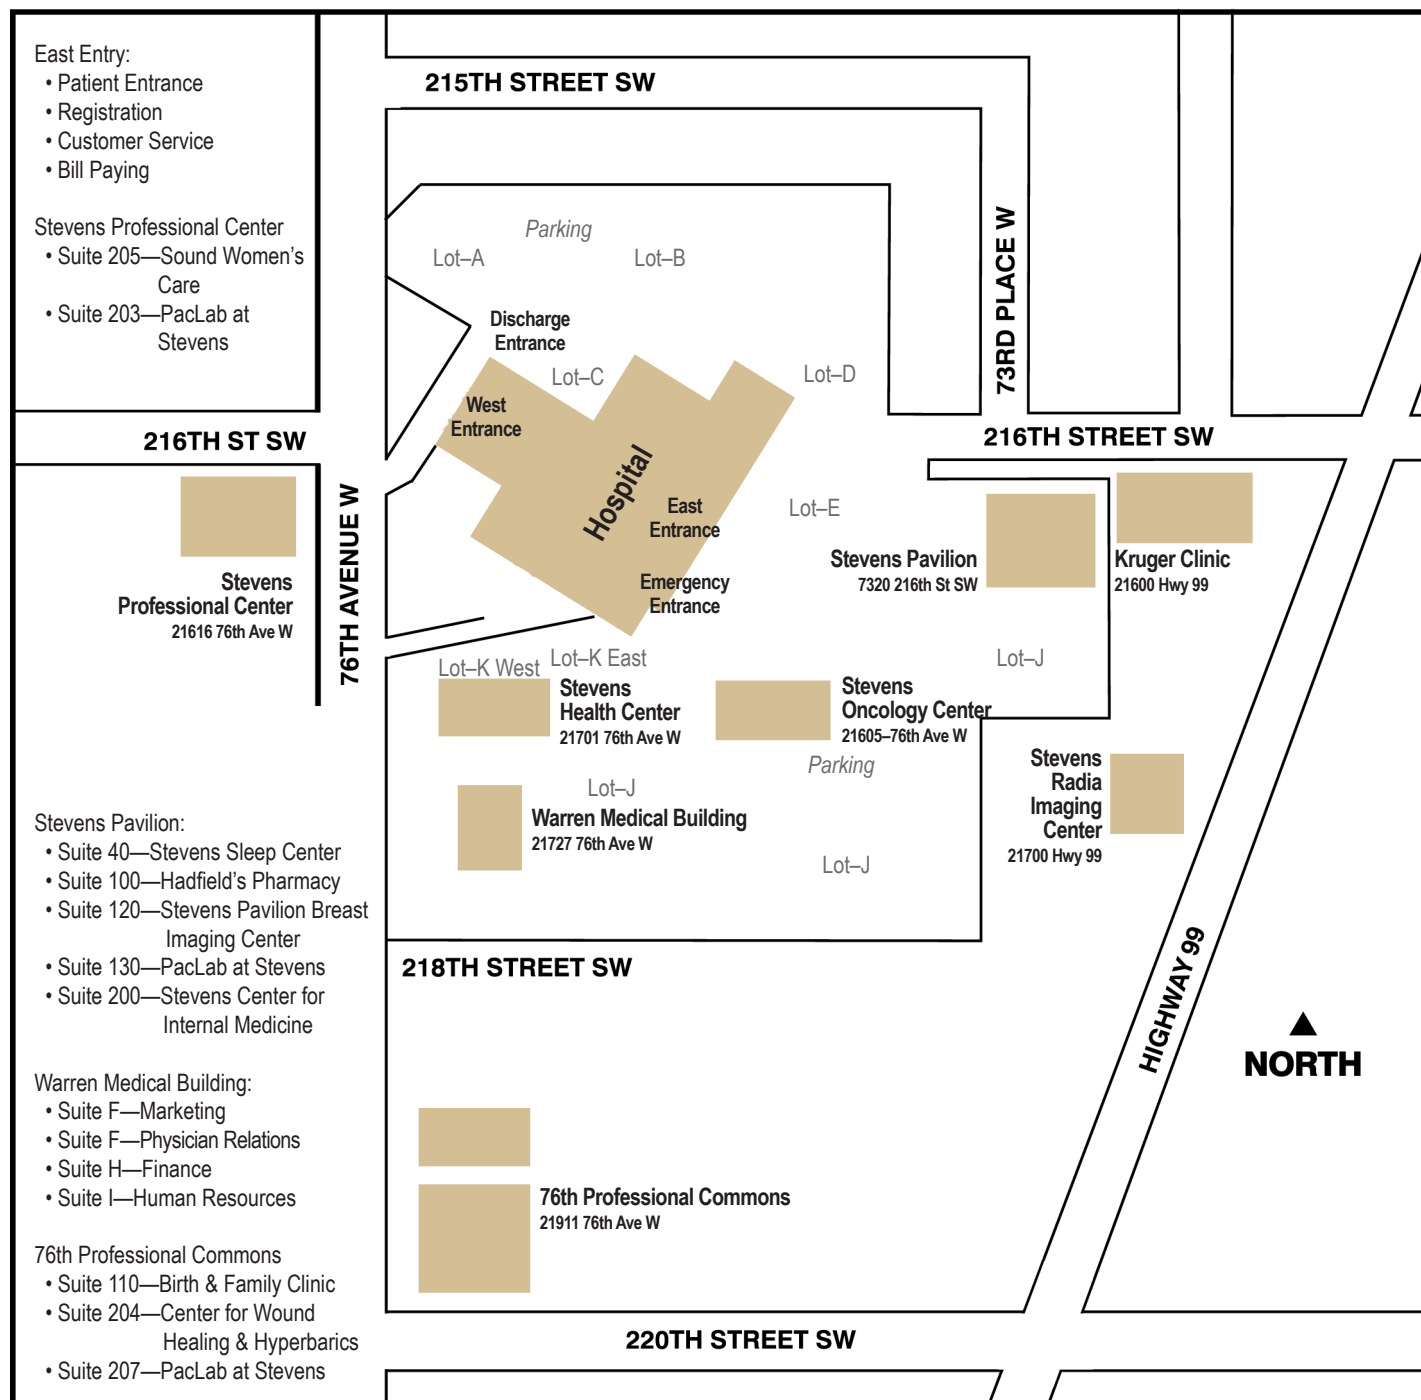 East Entry:
• Patient Entrance
• Registration
• Customer Service
• Bill Paying
Stevens Professional Center
• Suite 205—Sound Women's
Care
• Suite 203—PacLab at
Stevens
215TH STREET SW
73RD PLACE W
Parking
Lot–A
Lot–B
Discharge
Entrance
Lot–C
Lot–D
West
Entrance
216TH ST SW
216TH STREET SW
Hospital
76TH AVENUE W
East
Entrance
Lot–E
Emergency
Entrance
Stevens
Professional Center
21616 76th Ave W
Stevens Pavilion
7320 216th St SW
Kruger Clinic
21600 Hwy 99
Lot–K West
Lot–K East
Lot–J
Stevens
Health Center
21701 76th Ave W
Stevens
Oncology Center
21605–76th Ave W
Parking
Stevens
Radia
Imaging
Center
21700 Hwy 99
Lot–J
Warren Medical Building
21727 76th Ave W
Lot–J
Stevens Pavilion:
• Suite 40—Stevens Sleep Center
• Suite 100—Hadfield's Pharmacy
• Suite 120—Stevens Pavilion Breast
Imaging Center
• Suite 130—PacLab at Stevens
• Suite 200—Stevens Center for
Internal Medicine
218TH STREET SW
HIGHWAY 99
NORTH
Warren Medical Building:
• Suite F—Marketing
• Suite F—Physician Relations
• Suite H—Finance
• Suite I—Human Resources
76th Professional Commons
21911 76th Ave W
76th Professional Commons
• Suite 110—Birth & Family Clinic
• Suite 204—Center for Wound
Healing & Hyperbarics
• Suite 207—PacLab at Stevens
220TH STREET SW